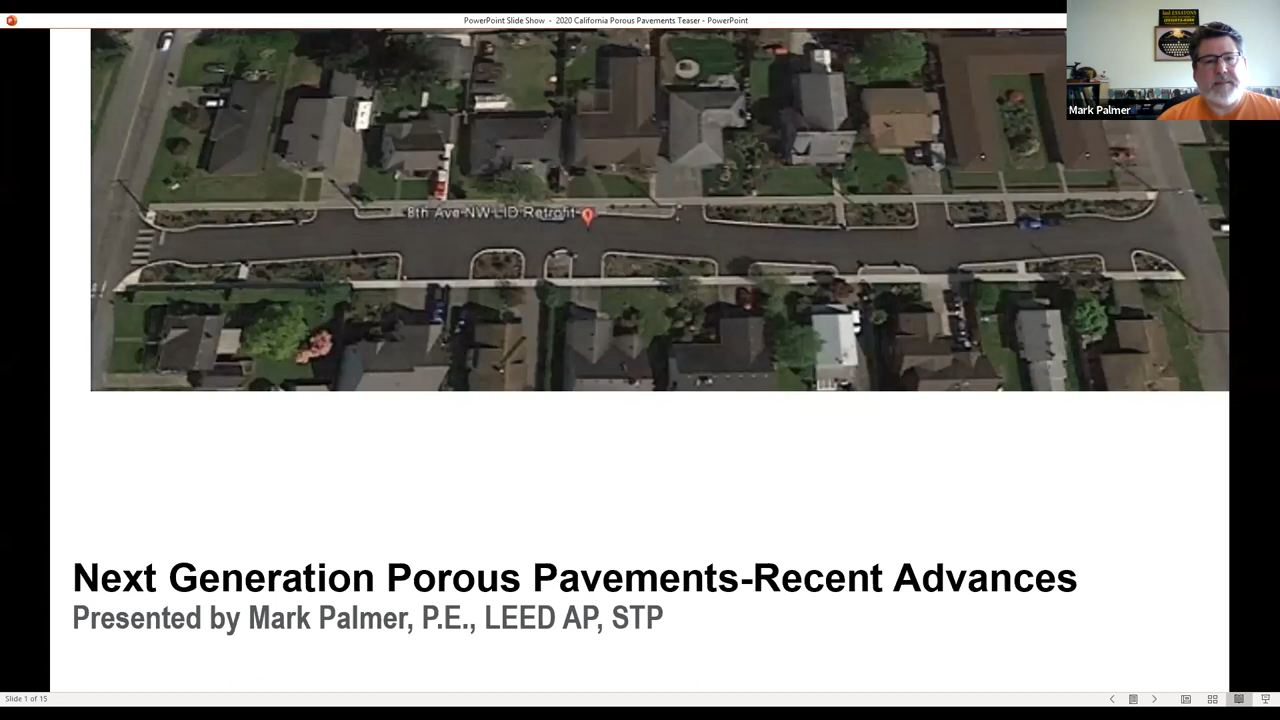 PowerPoint Slide Show - 2020 California Porous Pavements Teaser - PowerPoint
Mark Palmer
8th Ave NW LID Retrofit
Next Generation Porous Pavements-Recent Advances
Presented by Mark Palmer, P.E., LEED AP, STP
Slide 1 of 15